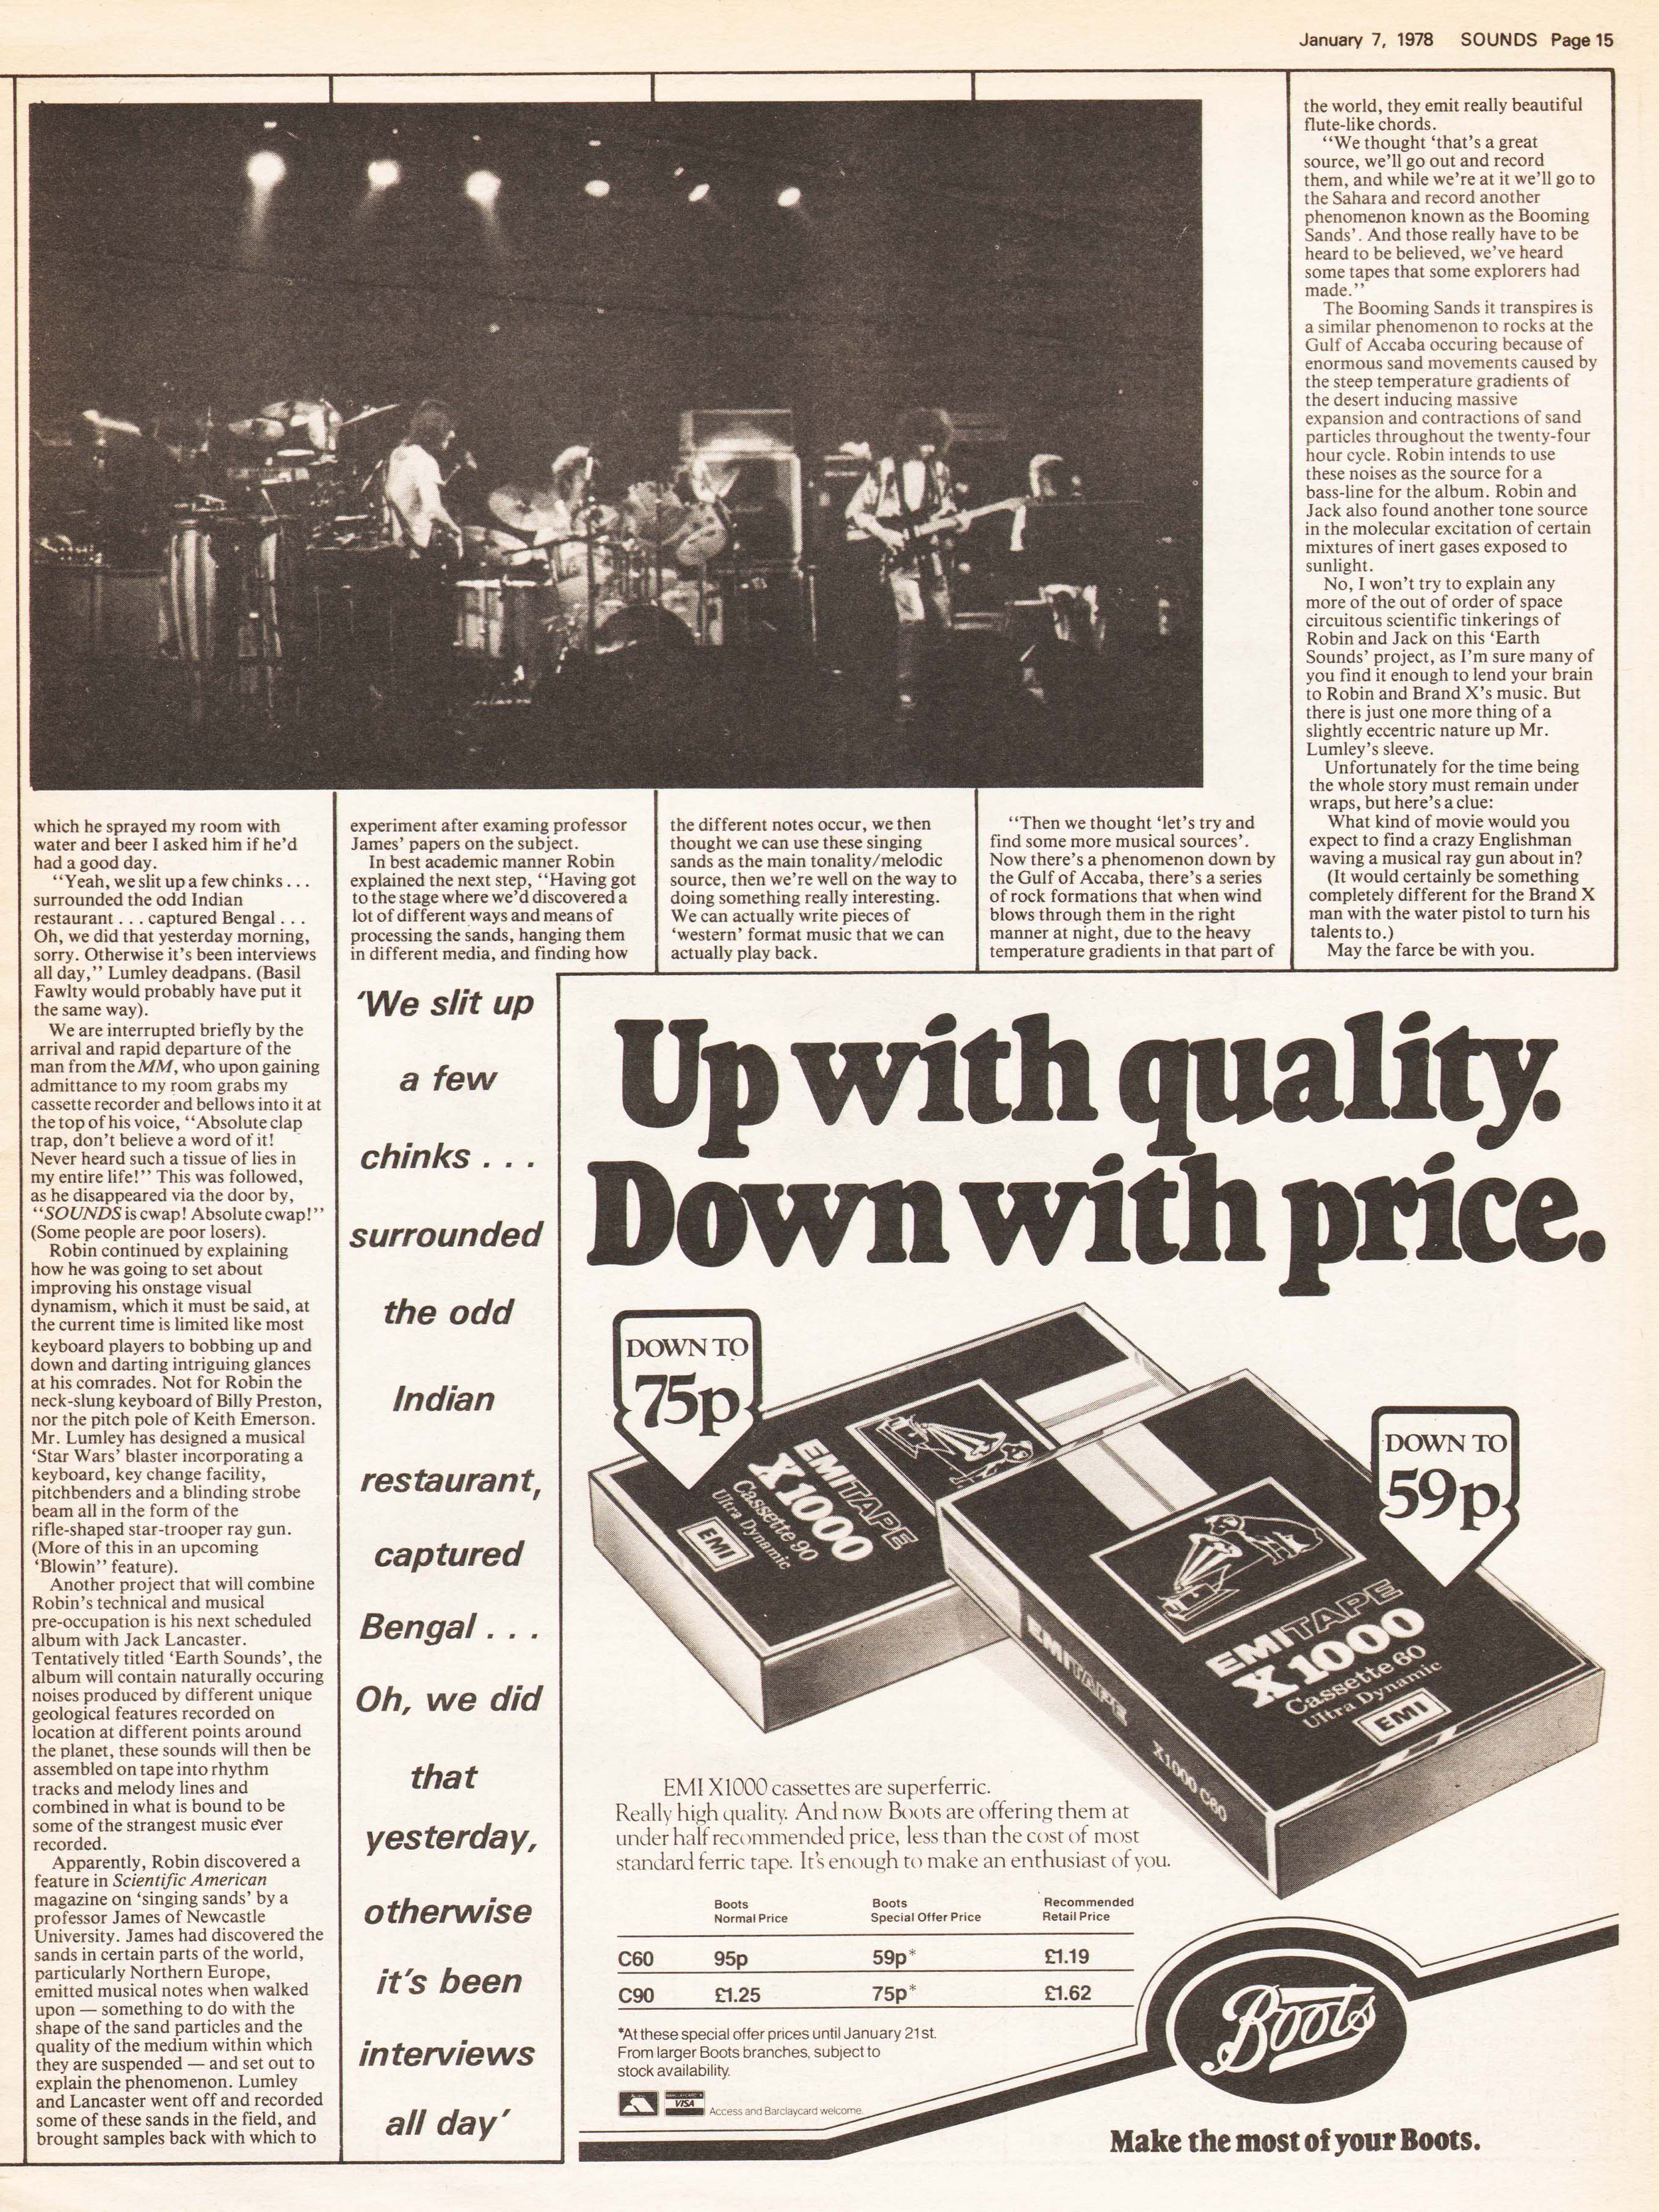 January 7, 1978 SOUNDS Page 15
which he sprayed my room with
water and beer I asked him if he'd
had a good day.
“Yeah, we slit up a few chinks . . .
surrounded the odd Indian
restaurant . . . captured Bengal . . .
Oh, we did that yesterday morning,
sorry. Otherwise it's been interviews
all day,” Lumley deadpans. (Basil
Fawlty would probably have put it
the same way).
We are interrupted briefly by the
arrival and rapid departure of the
man from the MM, who upon gaining
admittance to my room grabs my
cassette recorder and bellows into it at
the top of his voice, “Absolute clap
trap, don't believe a word of it!
Never heard such a tissue of lies in
my entire life!” This was followed,
as he disappeared via the door by,
“SOUNDS is cwap! Absolute cwap!”
(Some people are poor losers).
Robin continued by explaining
how he was going to set about
improving his onstage visual
dynamism, which it must be said, at
the current time is limited like most
keyboard players to bobbing up and
down and darting intriguing glances
at his comrades. Not for Robin the
neck-slung keyboard of Billy Preston,
nor the pitch pole of Keith Emerson.
Mr. Lumley has designed a musical
‘Star Wars’ blaster incorporating a
keyboard, key change facility,
pitchbenders and a blinding strobe
beam all in the form of the
rifle-shaped star-trooper ray gun.
(More of this in an upcoming
‘Blowin’’ feature).
Another project that will combine
Robin's technical and musical
pre-occupation is his next scheduled
album with Jack Lancaster.
Tentatively titled ‘Earth Sounds’, the
album will contain naturally occuring
noises produced by different unique
geological features recorded on
location at different points around
the planet, these sounds will then be
assembled on tape into rhythm
tracks and melody lines and
combined in what is bound to be
some of the strangest music ever
recorded.
Apparently, Robin discovered a
feature in Scientific American
magazine on ‘singing sands’ by a
professor James of Newcastle
University. James had discovered the
sands in certain parts of the world,
particularly Northern Europe,
emitted musical notes when walked
upon — something to do with the
shape of the sand particles and the
quality of the medium within which
they are suspended — and set out to
explain the phenomenon. Lumley
and Lancaster went off and recorded
some of these sands in the field, and
brought samples back with which to
experiment after examing professor
James' papers on the subject.
In best academic manner Robin
explained the next step, “Having got
to the stage where we'd discovered a
lot of different ways and means of
processing the sands, hanging them
in different media, and finding how
the different notes occur, we then
thought we can use these singing
sands as the main tonality/melodic
source, then we're well on the way to
doing something really interesting.
We can actually write pieces of
‘western’ format music that we can
actually play back.
“Then we thought ‘let's try and
find some more musical sources’.
Now there's a phenomenon down by
the Gulf of Accaba, there's a series
of rock formations that when wind
blows through them in the right
manner at night, due to the heavy
temperature gradients in that part of
the world, they emit really beautiful
flute-like chords.
“We thought ‘that's a great
source, we'll go out and record
them, and while we're at it we'll go to
the Sahara and record another
phenomenon known as the Booming
Sands’. And those really have to be
heard to be believed, we've heard
some tapes that some explorers had
made.”
The Booming Sands it transpires is
a similar phenomenon to rocks at the
Gulf of Accaba occuring because of
enormous sand movements caused by
the steep temperature gradients of
the desert inducing massive
expansion and contractions of sand
particles throughout the twenty-four
hour cycle. Robin intends to use
these noises as the source for a
bass-line for the album. Robin and
Jack also found another tone source
in the molecular excitation of certain
mixtures of inert gases exposed to
sunlight.
No, I won't try to explain any
more of the out of order of space
circuitous scientific tinkerings of
Robin and Jack on this ‘Earth
Sounds’ project, as I'm sure many of
you find it enough to lend your brain
to Robin and Brand X's music. But
there is just one more thing of a
slightly eccentric nature up Mr.
Lumley's sleeve.
Unfortunately for the time being
the whole story must remain under
wraps, but here's a clue:
What kind of movie would you
expect to find a crazy Englishman
waving a musical ray gun about in?
(It would certainly be something
completely different for the Brand X
man with the water pistol to turn his
talents to.)
May the farce be with you.
‘We slit up
a few
chinks . . .
surrounded
the odd
Indian
restaurant,
captured
Bengal . . .
Oh, we did
that
yesterday,
otherwise
it's been
interviews
all day’
Up with quality.
Down with price.
DOWN TO
75p
DOWN TO
59p
EMITAPE
X1000
Cassette 90
Ultra Dynamic
EMI
EMITAPE
X1000
Cassette 60
Ultra Dynamic
EMI
EMITAPE
X1000 C60
EMI X1000 cassettes are superferric.
Really high quality. And now Boots are offering them at
under half recommended price, less than the cost of most
standard ferric tape. It's enough to make an enthusiast of you.
Boots Normal Price Boots Special Offer Price Recommended Retail Price
C60 95p 59p* £1.19
C90 £1.25 75p* £1.62
*At these special offer prices until January 21st.
From larger Boots branches, subject to
stock availability.
VISA
Access and Barclaycard welcome.
Boots
Make the most of your Boots.